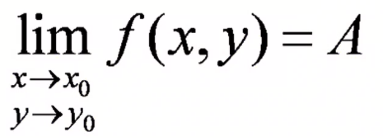 lim f(x, y) = A
x→x₀
y→y₀